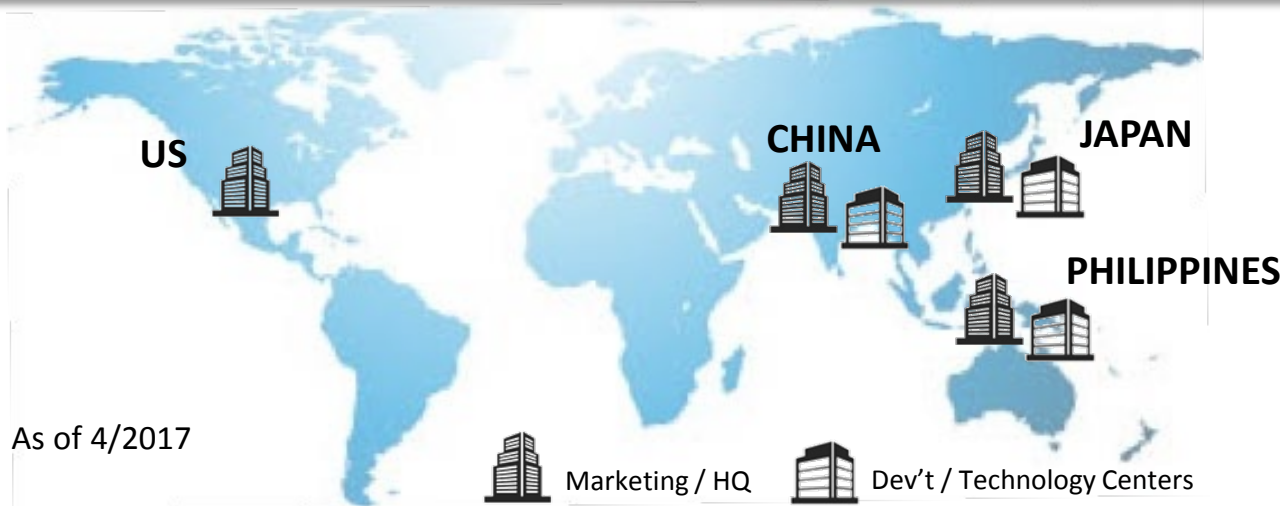 US
CHINA
JAPAN
PHILIPPINES
As of 4/2017
Marketing / HQ
Dev't / Technology Centers